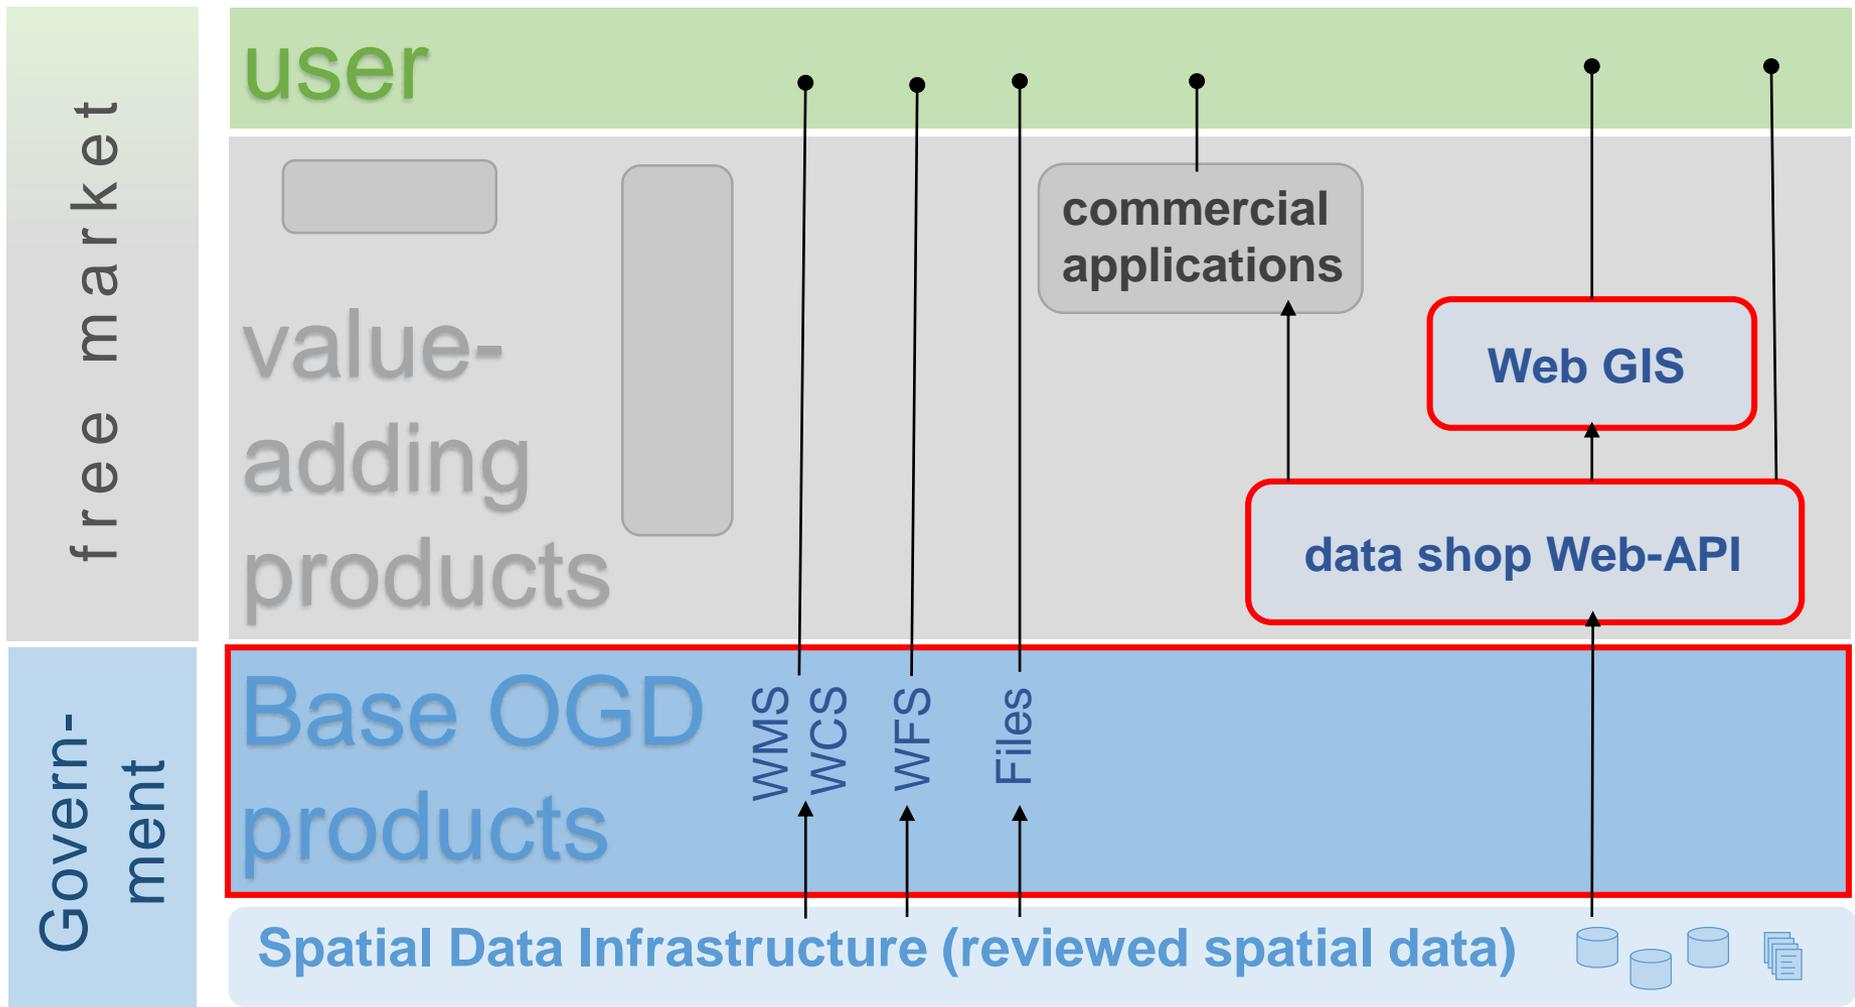 free market
user
value-
adding
products
commercial
applications
Web GIS
data shop Web-API
Govern-
ment
Base OGD
products
WMS
WCS
WFS
Files
Spatial Data Infrastructure (reviewed spatial data)